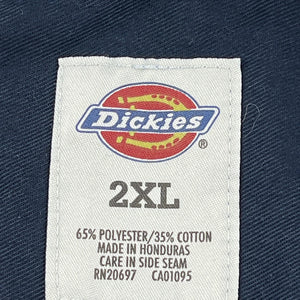 Dickies®
2XL
65% POLYESTER/35% COTTON
MADE IN HONDURAS
CARE IN SIDE SEAM
RN20697 CA01095